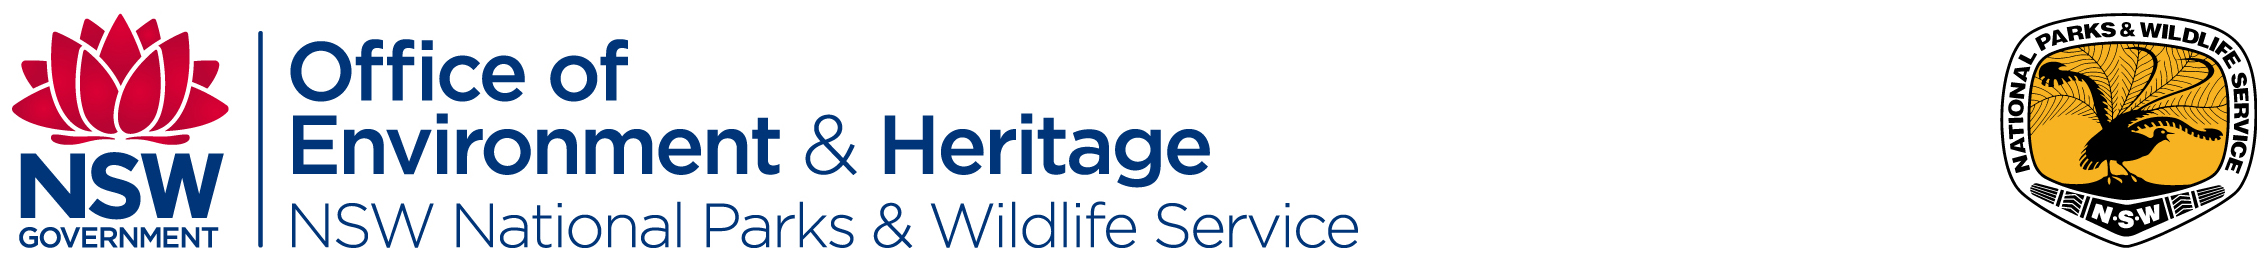 NSW
GOVERNMENT
Office of
Environment & Heritage
NSW National Parks & Wildlife Service
NATIONAL PARKS & WILDLIFE SERVICE
N·S·W